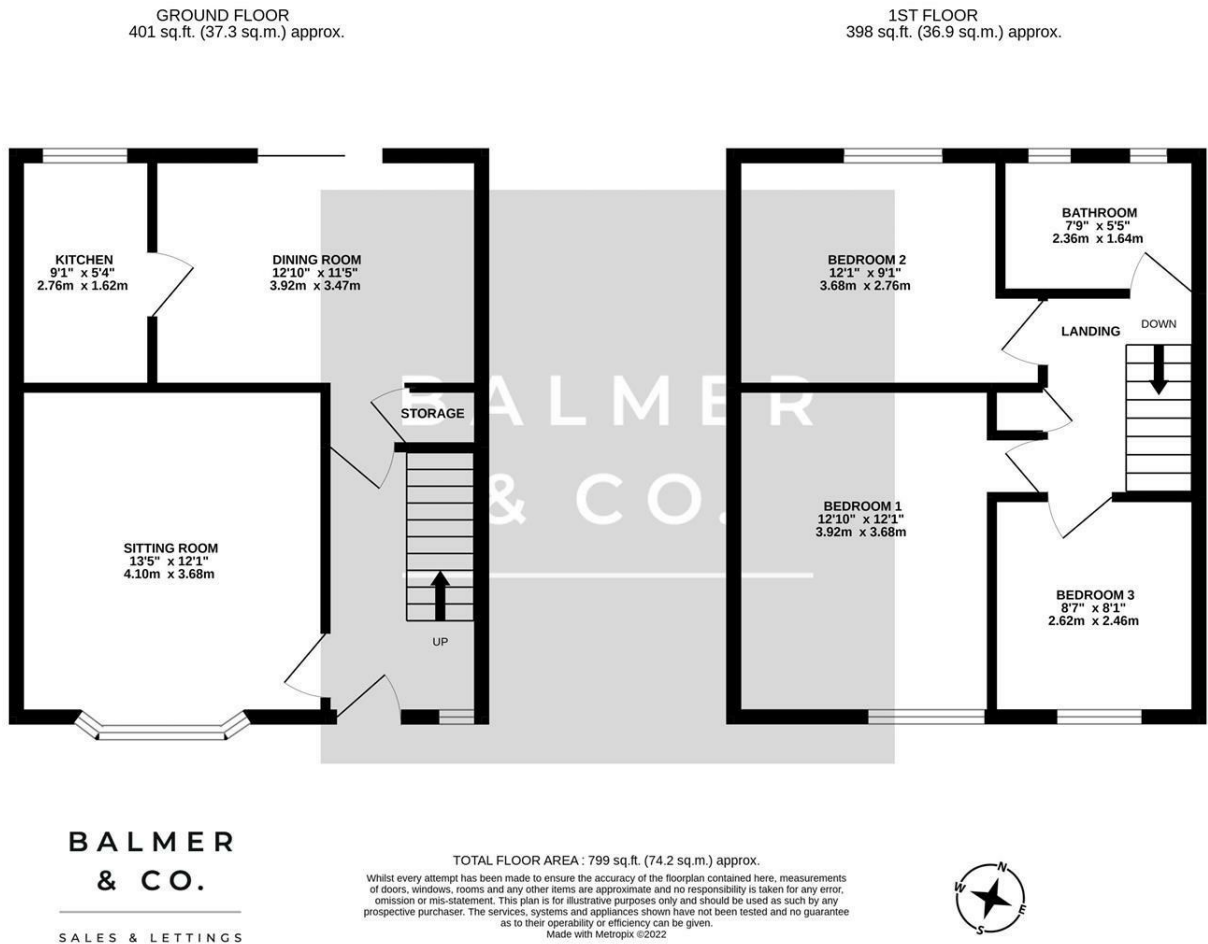 GROUND FLOOR
401 sq.ft. (37.3 sq.m.) approx.
1ST FLOOR
398 sq.ft. (36.9 sq.m.) approx.
KITCHEN
9'1" x 5'4"
2.76m x 1.62m
DINING ROOM
12'10" x 11'5"
3.92m x 3.47m
STORAGE
SITTING ROOM
13'5" x 12'1"
4.10m x 3.68m
UP
BEDROOM 2
12'1" x 9'1"
3.68m x 2.76m
BATHROOM
7'9" x 5'5"
2.36m x 1.64m
LANDING
DOWN
BEDROOM 1
12'10" x 12'1"
3.92m x 3.68m
BEDROOM 3
8'7" x 8'1"
2.62m x 2.46m
BALMER
& CO.
BALMER
& CO.
SALES & LETTINGS
TOTAL FLOOR AREA : 799 sq.ft. (74.2 sq.m.) approx.
Whilst every attempt has been made to ensure the accuracy of the floorplan contained here, measurements
of doors, windows, rooms and any other items are approximate and no responsibility is taken for any error,
omission or mis-statement. This plan is for illustrative purposes only and should be used as such by any
prospective purchaser. The services, systems and appliances shown have not been tested and no guarantee
as to their operability or efficiency can be given.
Made with Metropix ©2022
N
W
E
S